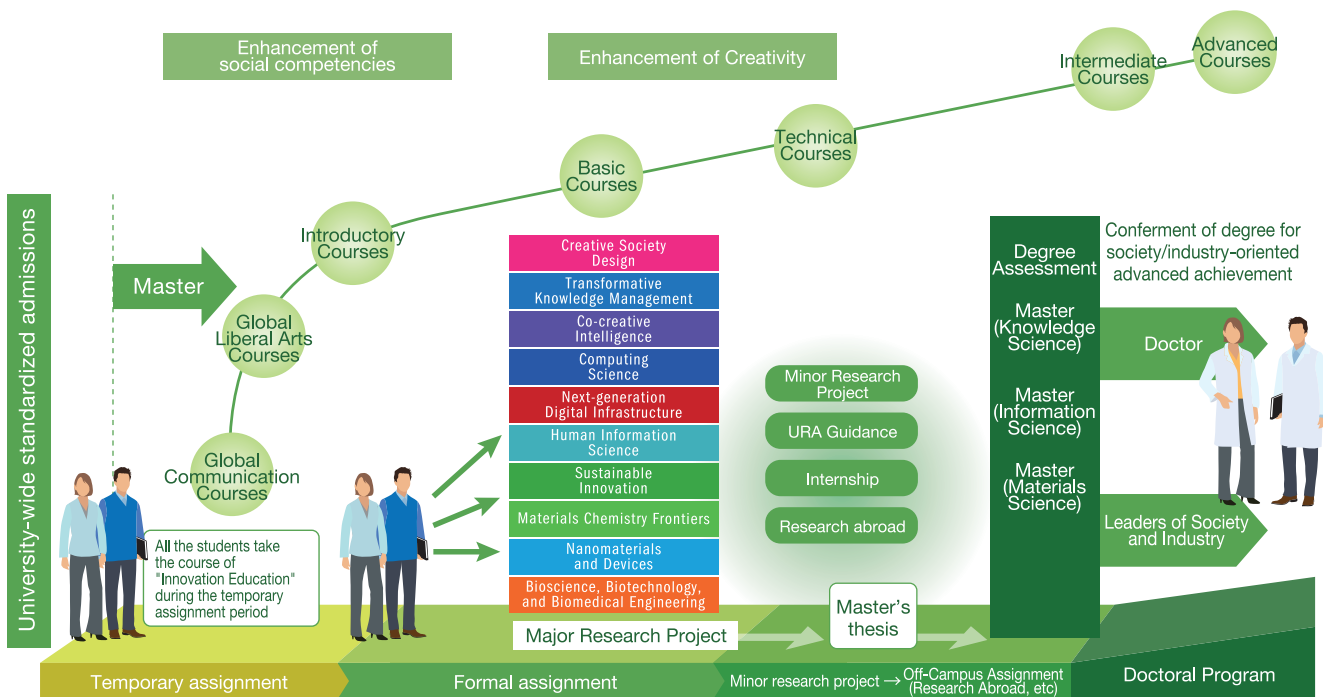 Enhancement of
social competencies
Enhancement of Creativity
Intermediate
Courses
Advanced
Courses
Technical
Courses
Basic
Courses
Introductory
Courses
Global
Liberal Arts
Courses
Global
Communication
Courses
University-wide standardized admissions
Master
All the students take
the course of
"Innovation Education"
during the temporary
assignment period
Creative Society
Design
Transformative
Knowledge Management
Co-creative
Intelligence
Computing
Science
Next-generation
Digital Infrastructure
Human Information
Science
Sustainable
Innovation
Materials Chemistry Frontiers
Nanomaterials
and Devices
Bioscience, Biotechnology,
and Biomedical Engineering
Minor Research
Project
URA Guidance
Internship
Research abroad
Degree
Assessment
Master
(Knowledge
Science)
Master
(Information
Science)
Master
(Materials
Science)
Conferment of degree for
society/industry-oriented
advanced achievement
Doctor
Leaders of Society
and Industry
Major Research Project
Master's
thesis
Temporary assignment
Formal assignment
Minor research project → Off-Campus Assignment
(Research Abroad, etc)
Doctoral Program